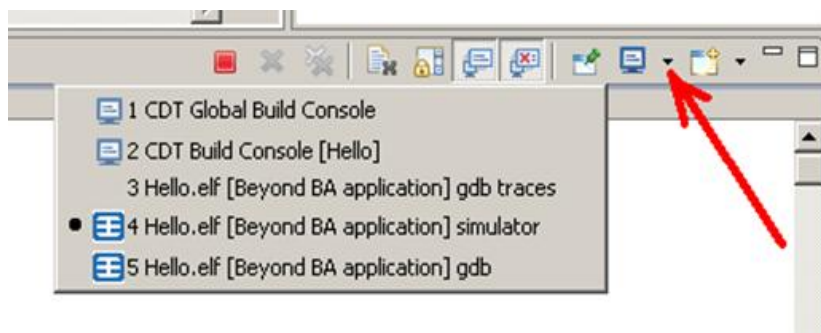 1 CDT Global Build Console
2 CDT Build Console [Hello]
3 Hello.elf [Beyond BA application] gdb traces
4 Hello.elf [Beyond BA application] simulator
5 Hello.elf [Beyond BA application] gdb